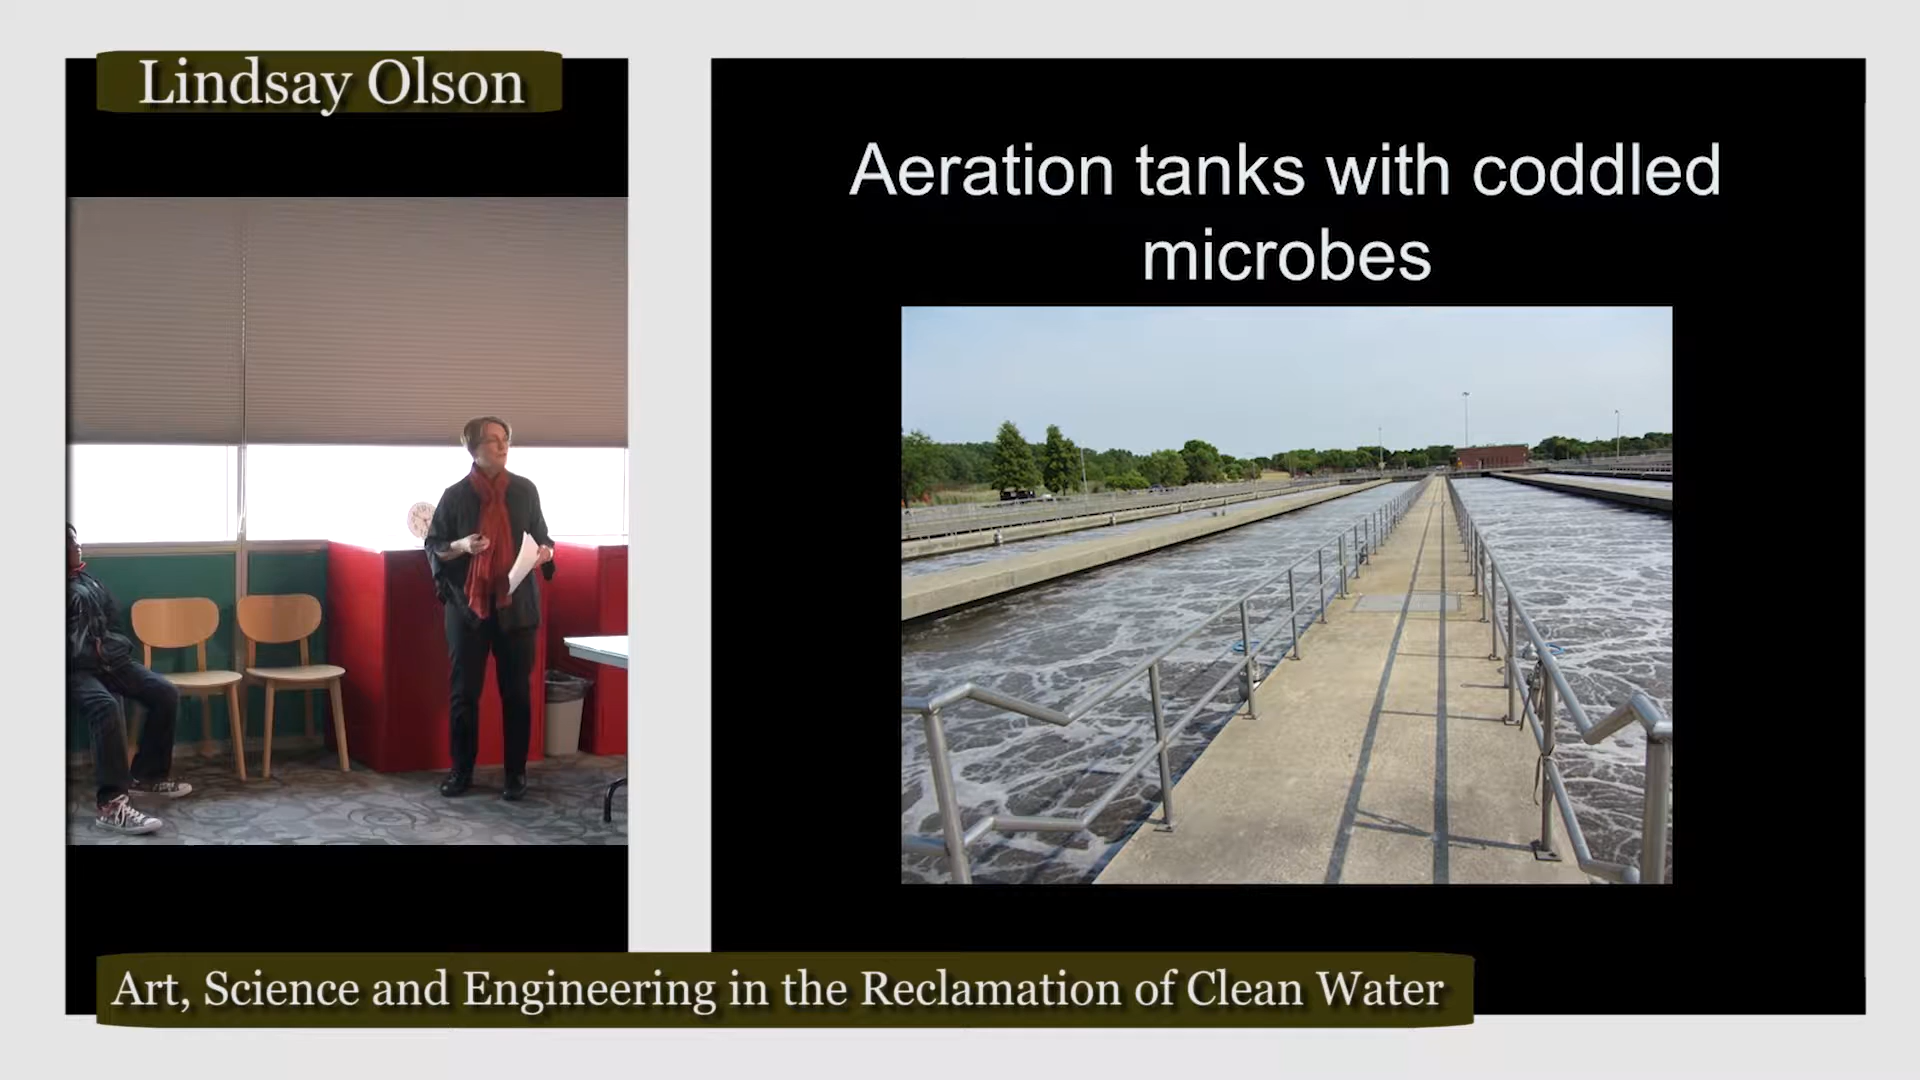 Lindsay Olson
Aeration tanks with coddled
microbes
Art, Science and Engineering in the Reclamation of Clean Water